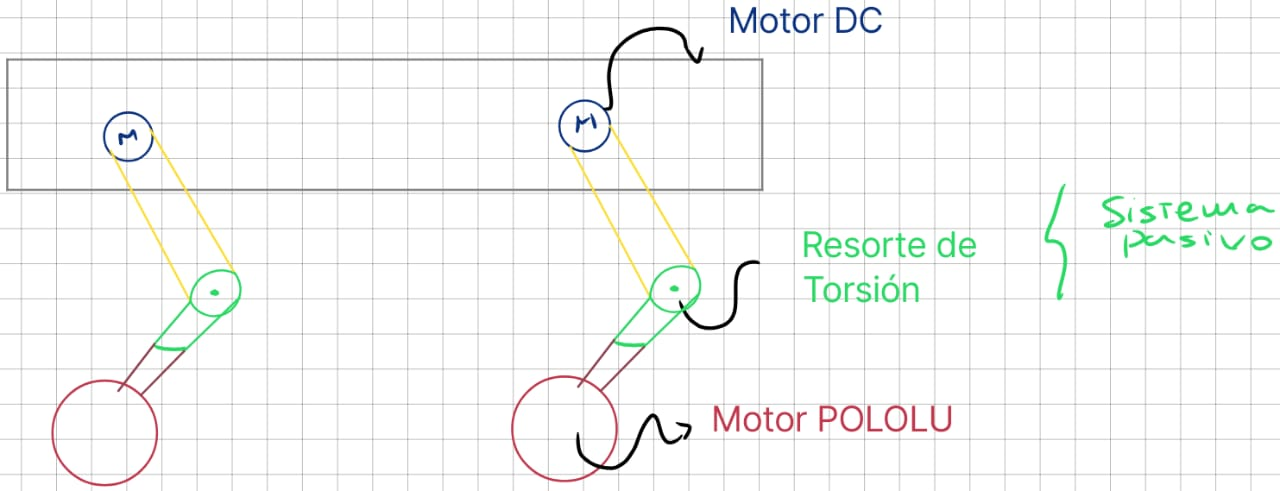 Motor DC
M
M
Resorte de
Torsión
Sistema
pasivo
Motor POLOLU